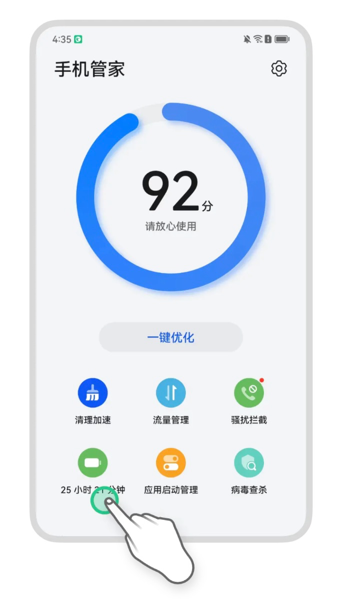 4:35
手机管家
92分
请放心使用
一键优化
清理加速 流量管理 骚扰拦截
25 小时 分钟 应用启动管理 病毒查杀